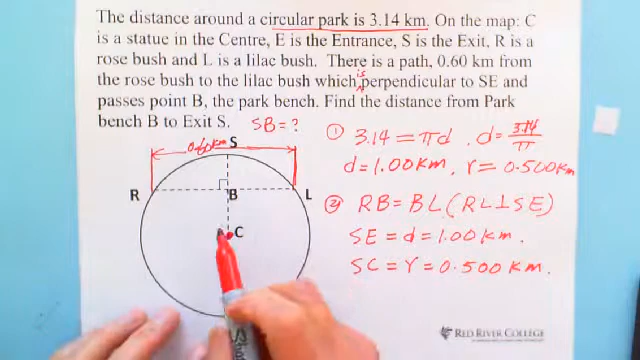 The distance around a circular park is 3.14 km. On the map: C
is a statue in the Centre, E is the Entrance, S is the Exit, R is a
rose bush and L is a lilac bush. There is a path, 0.60 km from
the rose bush to the lilac bush which is perpendicular to SE and
passes point B, the park bench. Find the distance from Park
bench B to Exit S. SB = ?
① 3.14 = πd . d = 3.14/π
d = 1.00 km, r = 0.500 km
② RB = BL (RL ⊥ SE)
SE = d = 1.00 km.
SC = r = 0.500 km.
0.60km S
R B L
C
RED RIVER COLLEGE